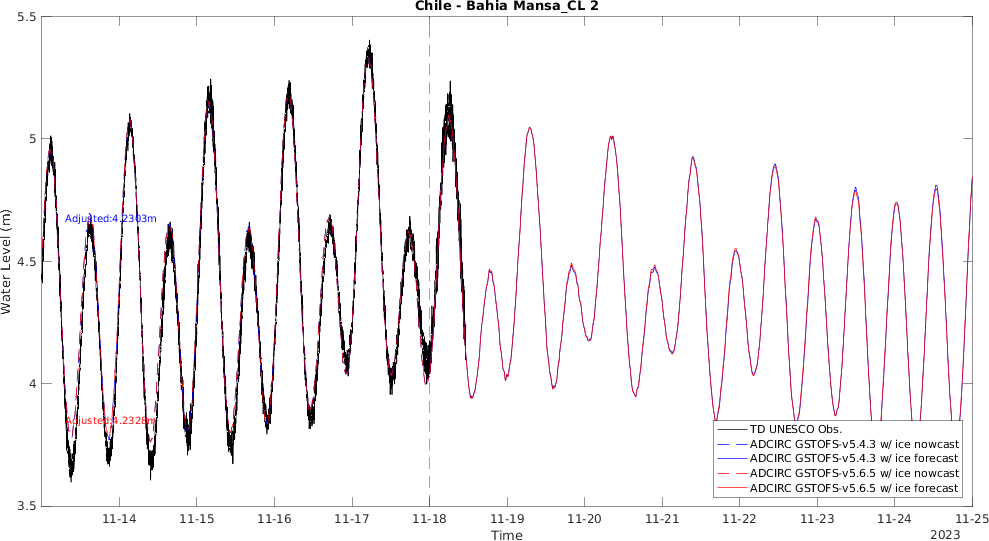 Chile - Bahia Mansa_CL 2
5.5
5
4.5
4
3.5
Water Level (m)
Adjusted:4.2303m
Adjusted:4.2328m
TD UNESCO Obs.
ADCIRC GSTOFS-v5.4.3 w/ ice nowcast
ADCIRC GSTOFS-v5.4.3 w/ ice forecast
ADCIRC GSTOFS-v5.6.5 w/ ice nowcast
ADCIRC GSTOFS-v5.6.5 w/ ice forecast
11-14 11-15 11-16 11-17 11-18 11-19 11-20 11-21 11-22 11-23 11-24 11-25
Time
2023